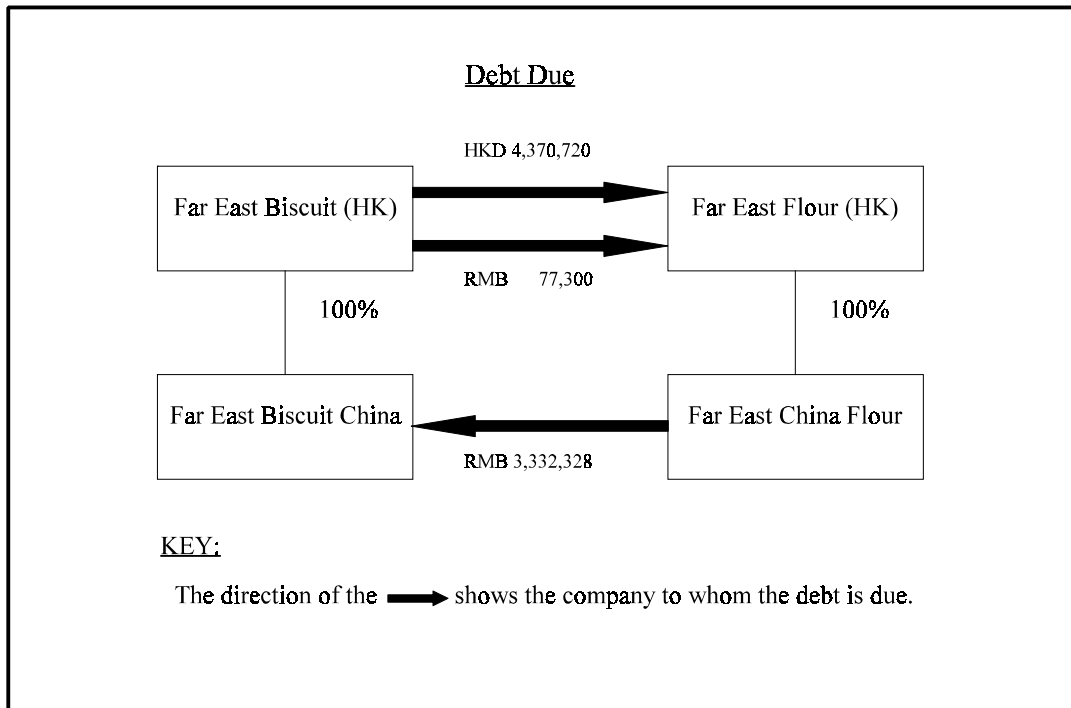 Debt Due
HKD 4,370,720
Far East Biscuit (HK)
Far East Flour (HK)
RMB 77,300
100%
100%
Far East Biscuit China
Far East China Flour
RMB 3,332,328
KEY:
The direction of the shows the company to whom the debt is due.